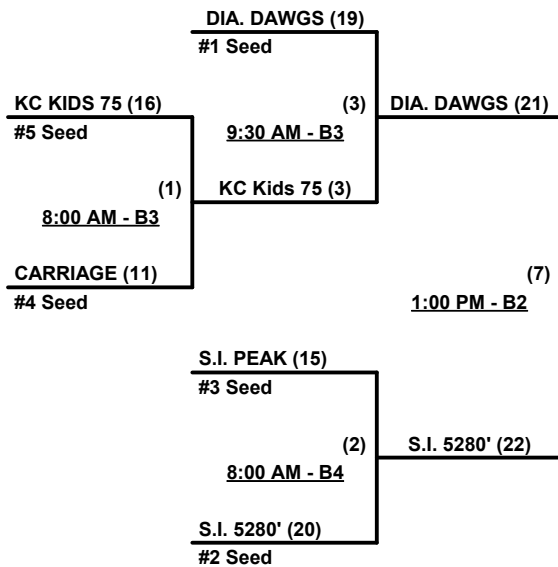 DIA. DAWGS (19)
#1 Seed
KC KIDS 75 (16)
#5 Seed
(3)
9:30 AM - B3
DIA. DAWGS (21)
(1)
8:00 AM - B3
KC Kids 75 (3)
CARRIAGE (11)
#4 Seed
(7)
1:00 PM - B2
S.I. PEAK (15)
#3 Seed
(2)
8:00 AM - B4
S.I. 5280' (22)
S.I. 5280' (20)
#2 Seed